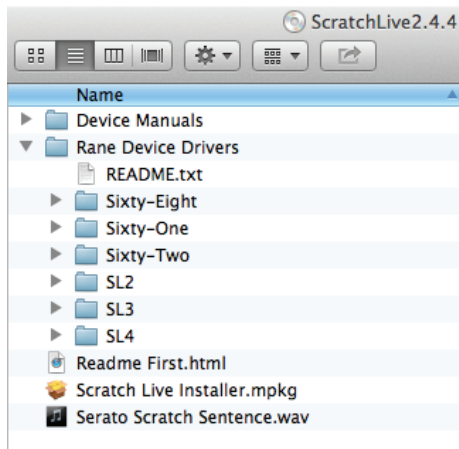 ScratchLive2.4.4
Name
Device Manuals
Rane Device Drivers
README.txt
Sixty-Eight
Sixty-One
Sixty-Two
SL2
SL3
SL4
Readme First.html
Scratch Live Installer.mpkg
Serato Scratch Sentence.wav